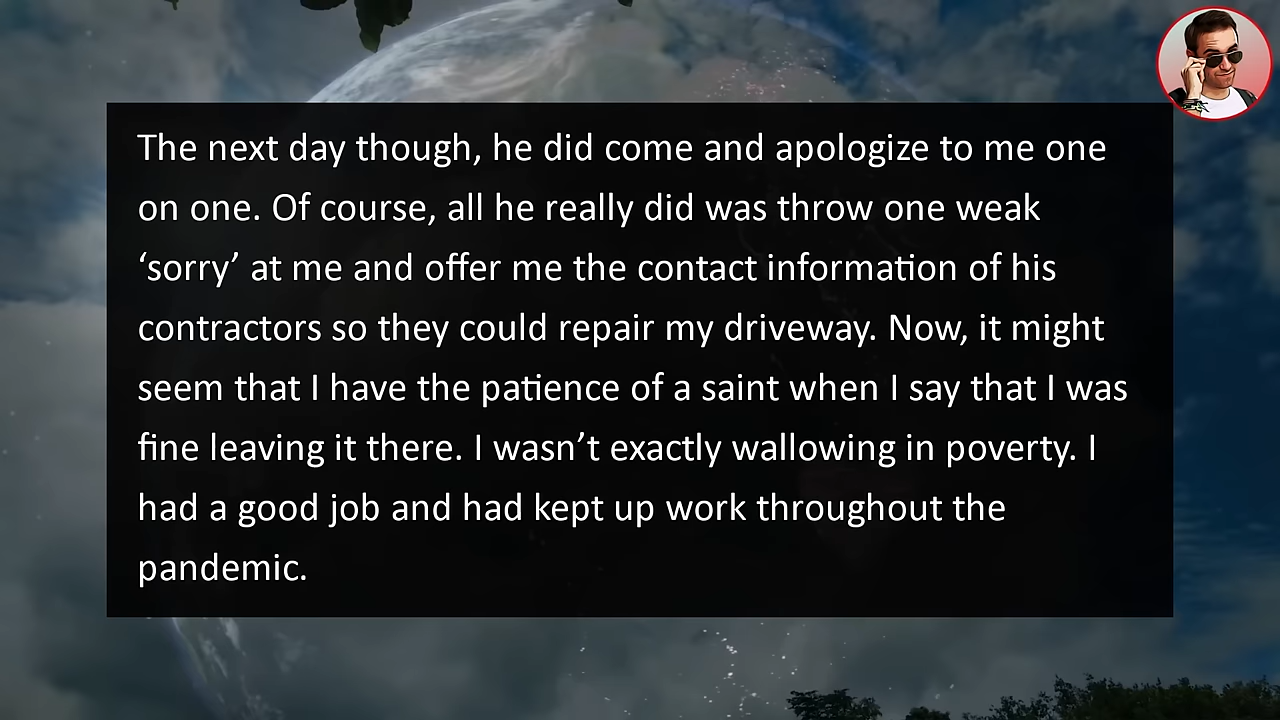 The next day though, he did come and apologize to me one
on one. Of course, all he really did was throw one weak
‘sorry’ at me and offer me the contact information of his
contractors so they could repair my driveway. Now, it might
seem that I have the patience of a saint when I say that I was
fine leaving it there. I wasn’t exactly wallowing in poverty. I
had a good job and had kept up work throughout the
pandemic.